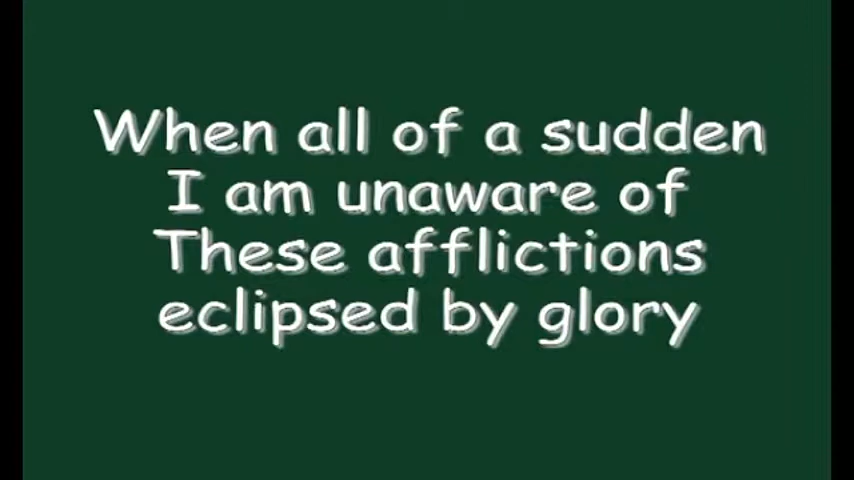 When all of a sudden
I am unaware of
These afflictions
eclipsed by glory